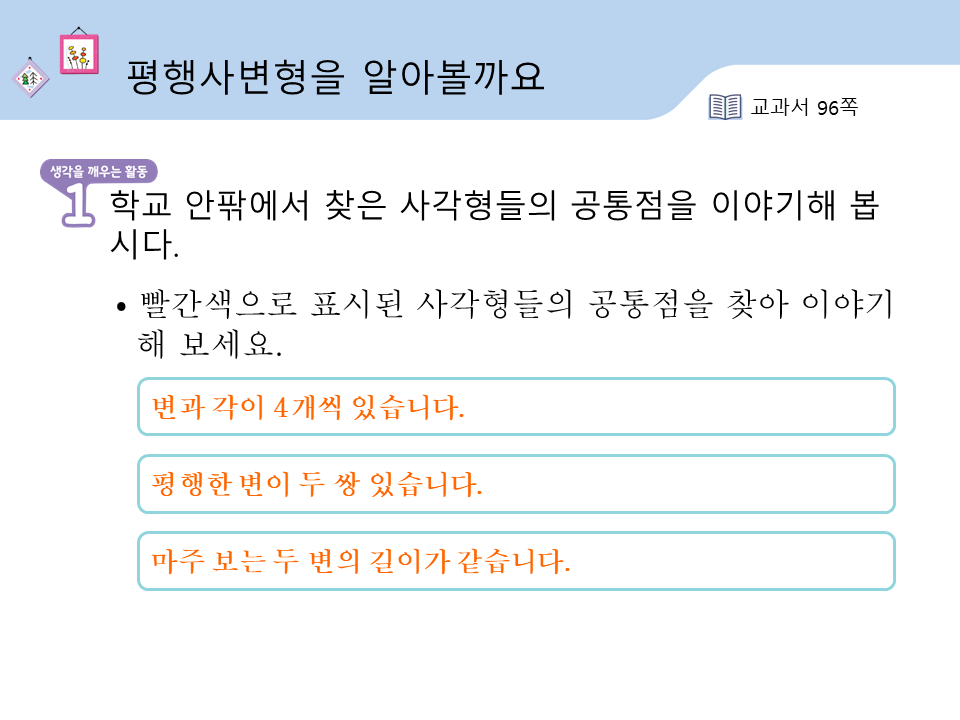 평행사변형을 알아볼까요
교과서 96쪽
생각을 깨우는 활동
1
학교 안팎에서 찾은 사각형들의 공통점을 이야기해 봅
시다.
• 빨간색으로 표시된 사각형들의 공통점을 찾아 이야기
해 보세요.
변과 각이 4개씩 있습니다.
평행한 변이 두 쌍 있습니다.
마주 보는 두 변의 길이가 같습니다.